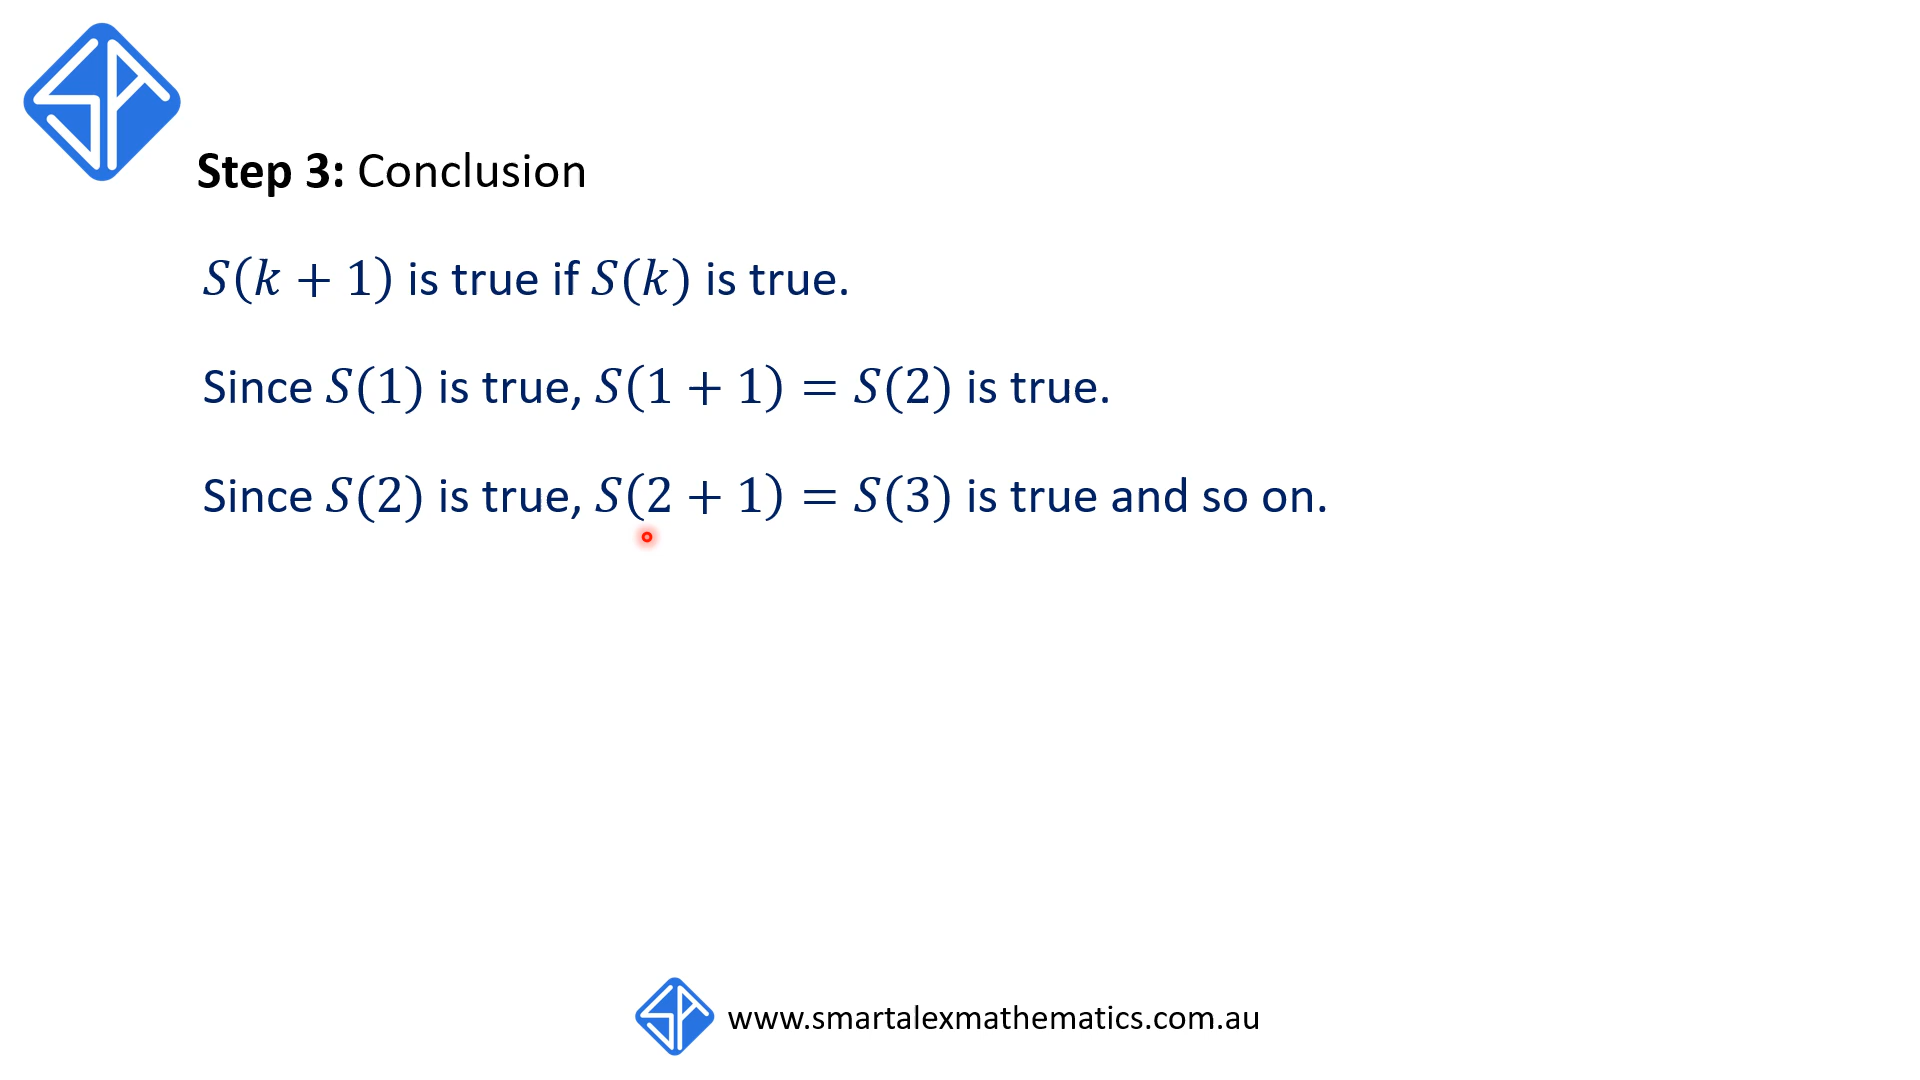 Step 3: Conclusion
S(k + 1) is true if S(k) is true.
Since S(1) is true, S(1 + 1) = S(2) is true.
Since S(2) is true, S(2 + 1) = S(3) is true and so on.
www.smartalexmathematics.com.au